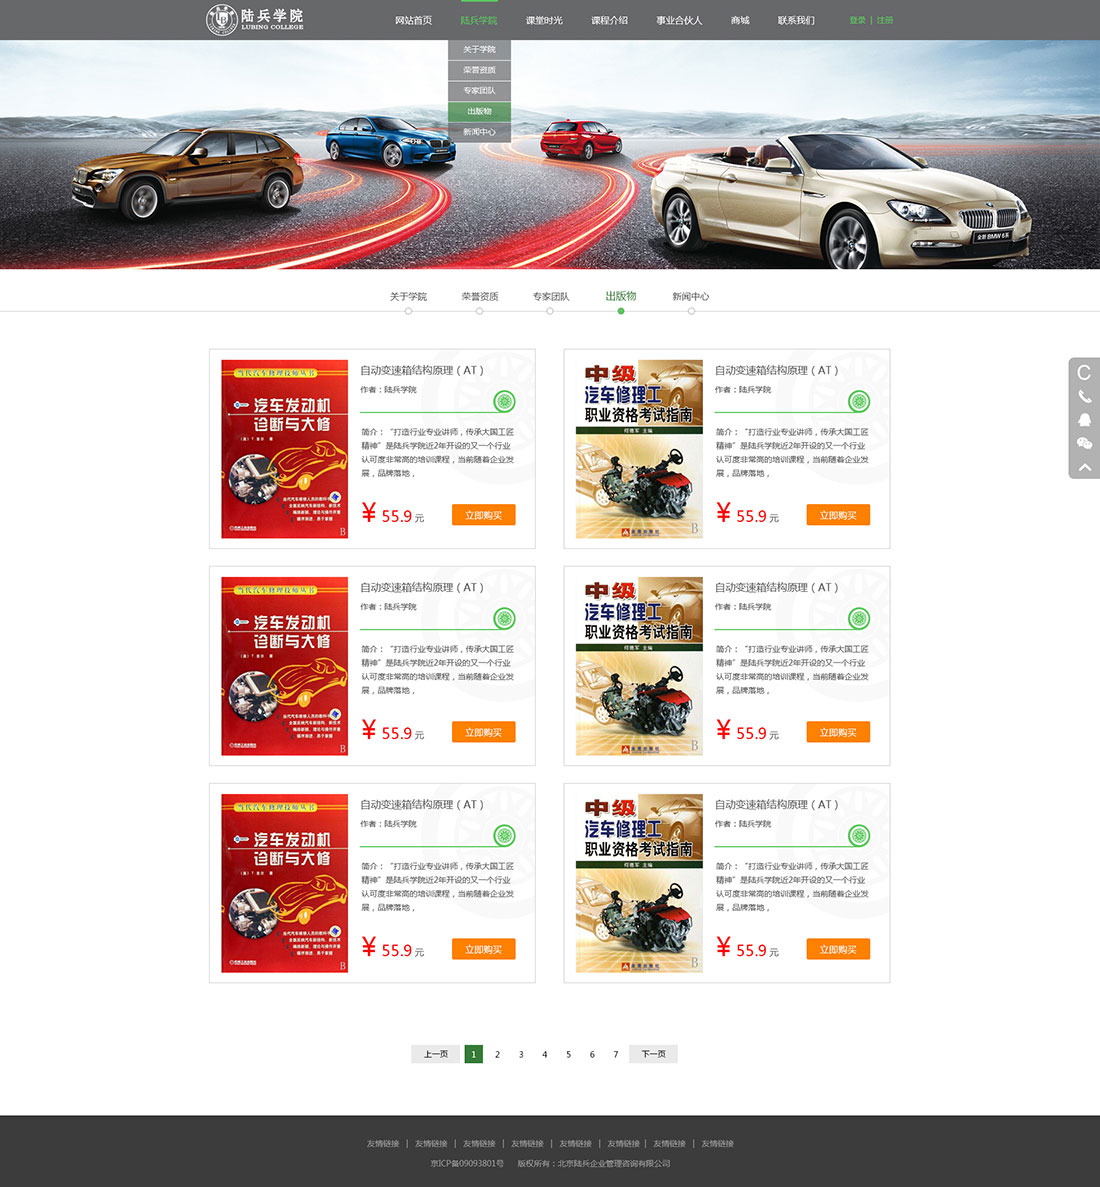 陆兵学院
LUBING COLLEGE
网站首页 陆兵学院 课堂时光 课程介绍 事业合伙人 商城 联系我们 登录 | 注册
关于学院
荣誉资质
专家团队
出版物
新闻中心
全新 BMW 6系
关于学院 荣誉资质 专家团队 出版物 新闻中心
当代汽车修理技师丛书
汽车发动机
诊断与大修
自动变速箱结构原理(AT)
作者:陆兵学院
简介:“打造行业专业讲师,传承大国工匠
精神”是陆兵学院近2年开设的又一个行业
认可度非常高的培训课程,当前随着企业发
展,品牌落地,
¥ 55.9 元 立即购买
中级
汽车修理工
职业资格考试指南
自动变速箱结构原理(AT)
作者:陆兵学院
简介:“打造行业专业讲师,传承大国工匠
精神”是陆兵学院近2年开设的又一个行业
认可度非常高的培训课程,当前随着企业发
展,品牌落地,
¥ 55.9 元 立即购买
当代汽车修理技师丛书
汽车发动机
诊断与大修
自动变速箱结构原理(AT)
作者:陆兵学院
简介:“打造行业专业讲师,传承大国工匠
精神”是陆兵学院近2年开设的又一个行业
认可度非常高的培训课程,当前随着企业发
展,品牌落地,
¥ 55.9 元 立即购买
中级
汽车修理工
职业资格考试指南
自动变速箱结构原理(AT)
作者:陆兵学院
简介:“打造行业专业讲师,传承大国工匠
精神”是陆兵学院近2年开设的又一个行业
认可度非常高的培训课程,当前随着企业发
展,品牌落地,
¥ 55.9 元 立即购买
当代汽车修理技师丛书
汽车发动机
诊断与大修
自动变速箱结构原理(AT)
作者:陆兵学院
简介:“打造行业专业讲师,传承大国工匠
精神”是陆兵学院近2年开设的又一个行业
认可度非常高的培训课程,当前随着企业发
展,品牌落地,
¥ 55.9 元 立即购买
中级
汽车修理工
职业资格考试指南
自动变速箱结构原理(AT)
作者:陆兵学院
简介:“打造行业专业讲师,传承大国工匠
精神”是陆兵学院近2年开设的又一个行业
认可度非常高的培训课程,当前随着企业发
展,品牌落地,
¥ 55.9 元 立即购买
上一页 1 2 3 4 5 6 7 下一页
友情链接 | 友情链接 | 友情链接 | 友情链接 | 友情链接 | 友情链接 | 友情链接 | 友情链接
京ICP备09093801号 版权所有:北京陆兵企业管理咨询有限公司